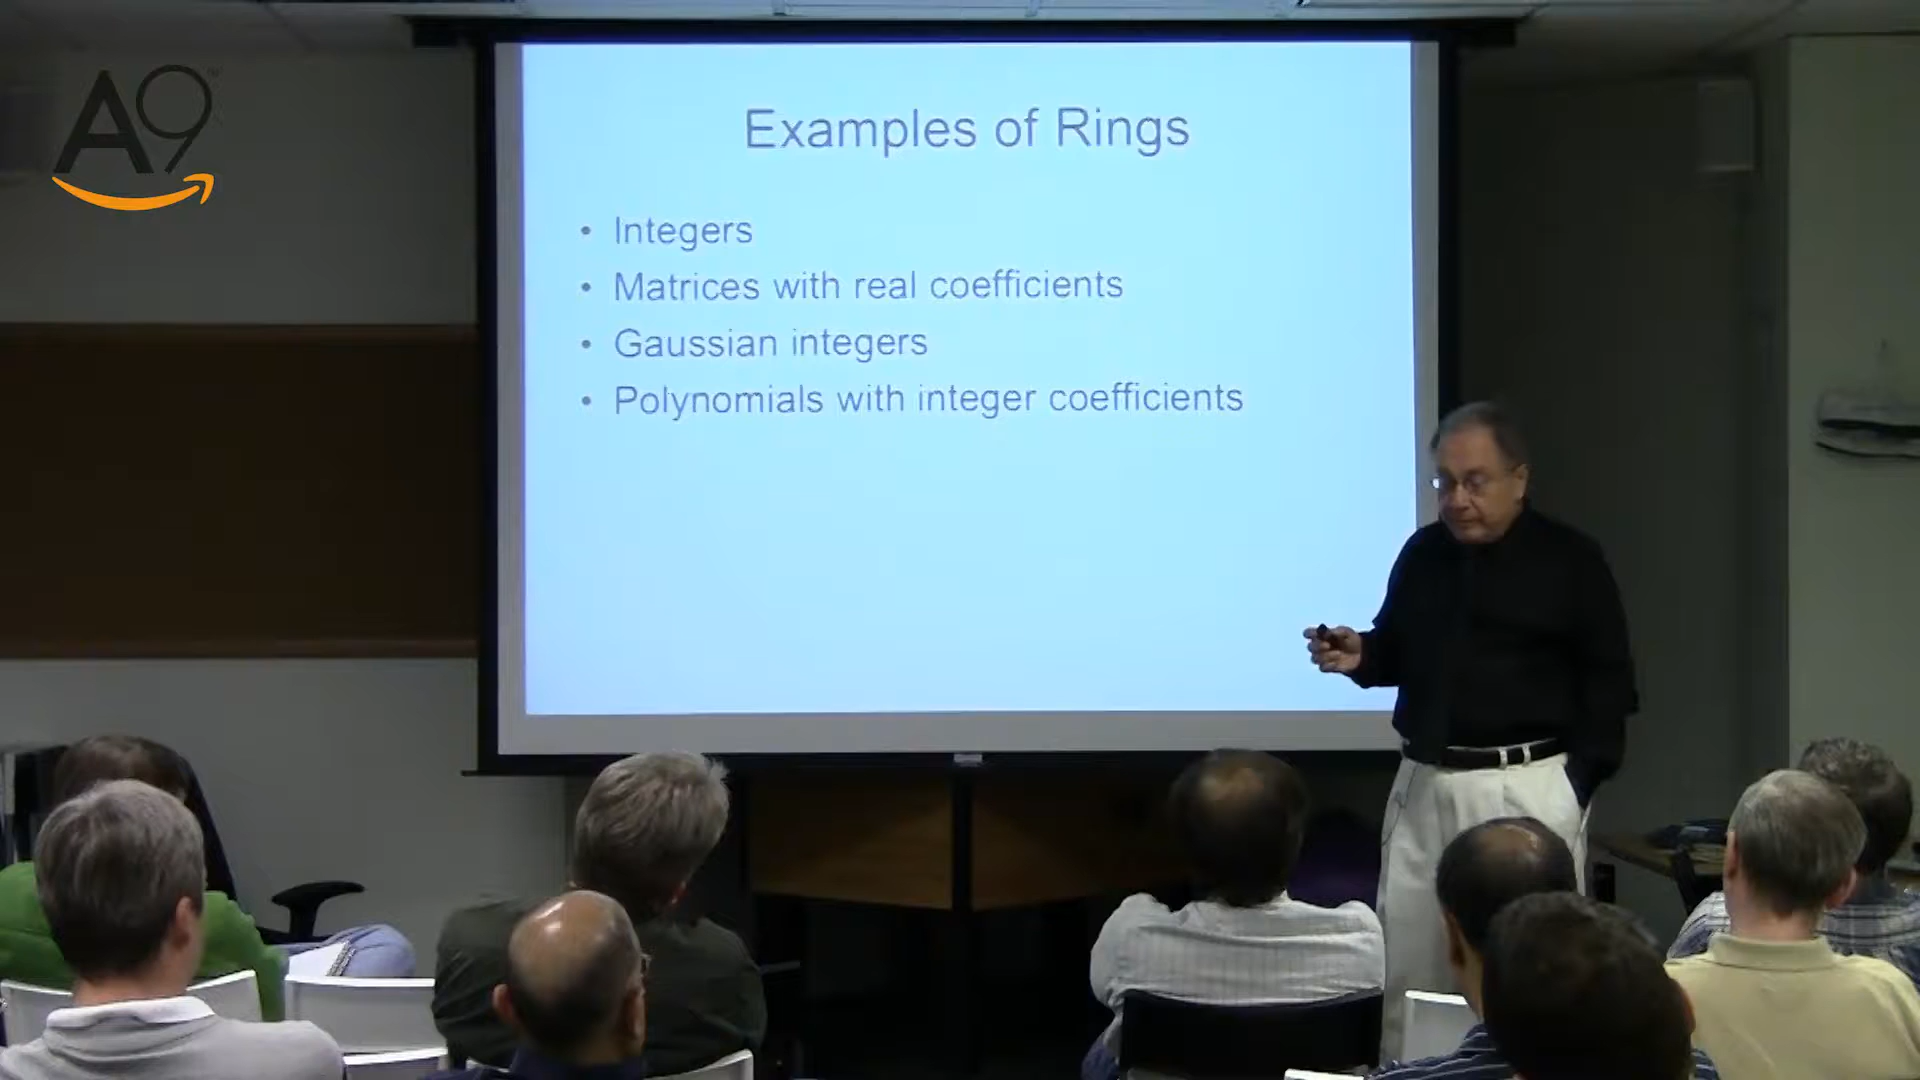 A9
Examples of Rings
• Integers
• Matrices with real coefficients
• Gaussian integers
• Polynomials with integer coefficients